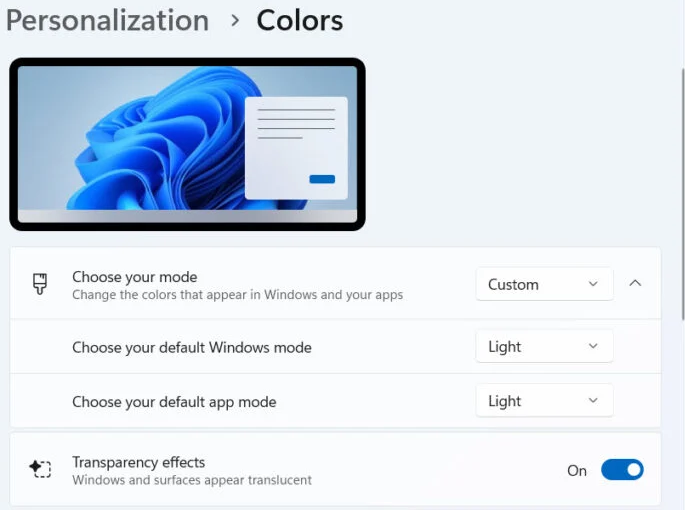 Personalization > Colors
Choose your mode
Change the colors that appear in Windows and your apps
Custom
Choose your default Windows mode
Light
Choose your default app mode
Light
Transparency effects
Windows and surfaces appear translucent
On